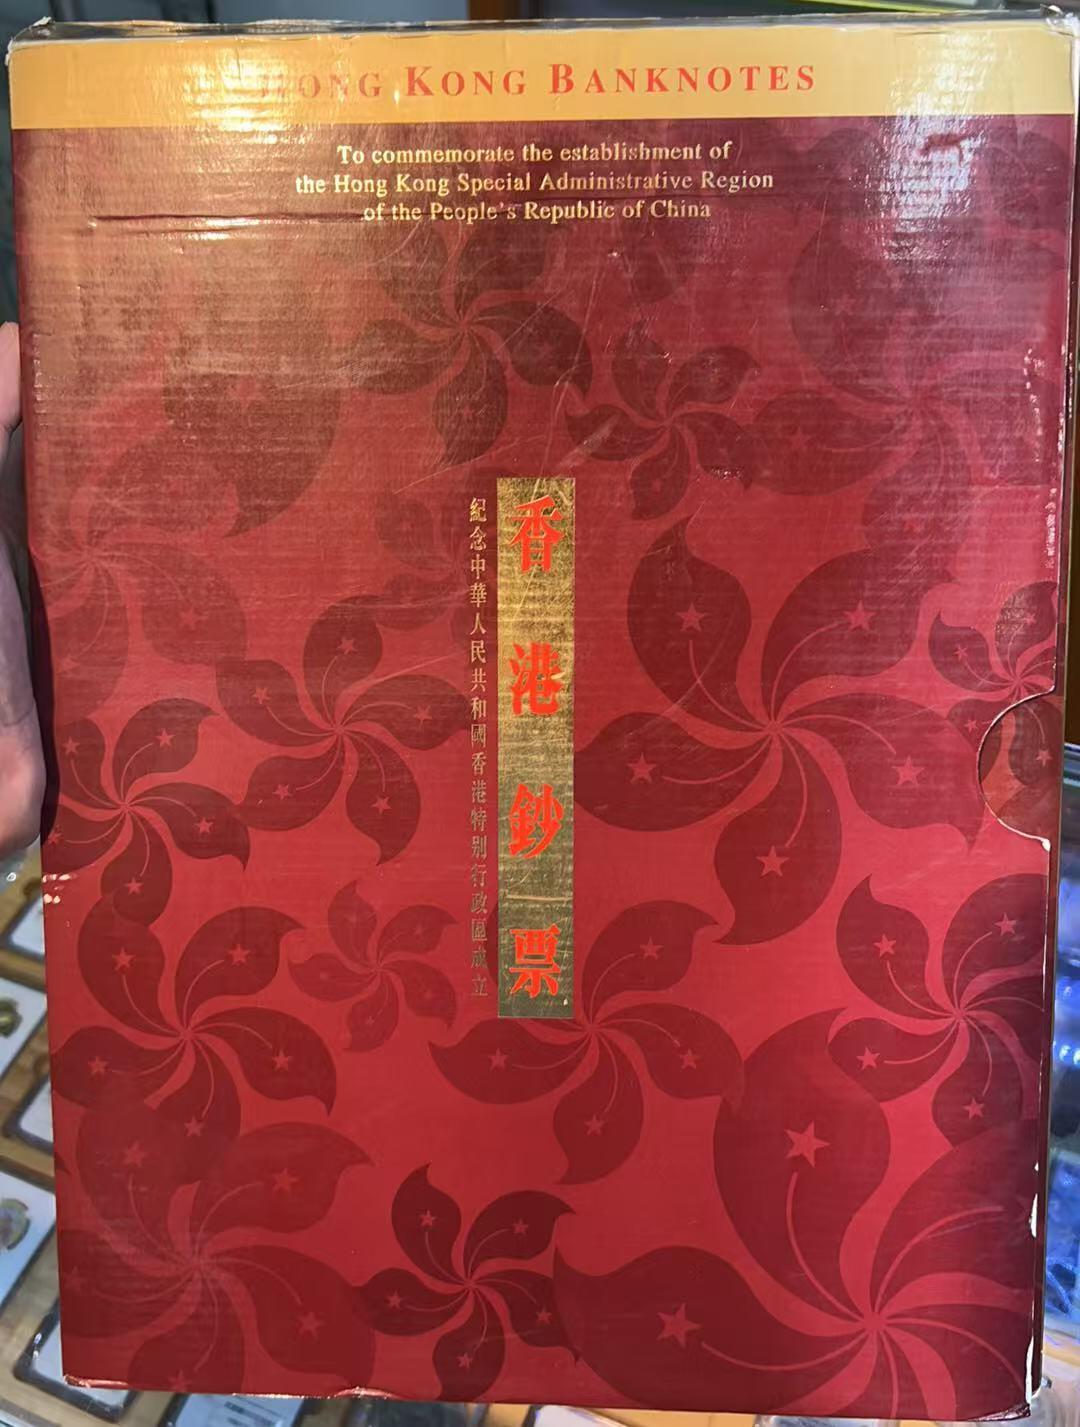 HONG KONG BANKNOTES
To commemorate the establishment of
the Hong Kong Special Administrative Region
of the People's Republic of China
香港鈔票
紀念中華人民共和國香港特別行政區成立